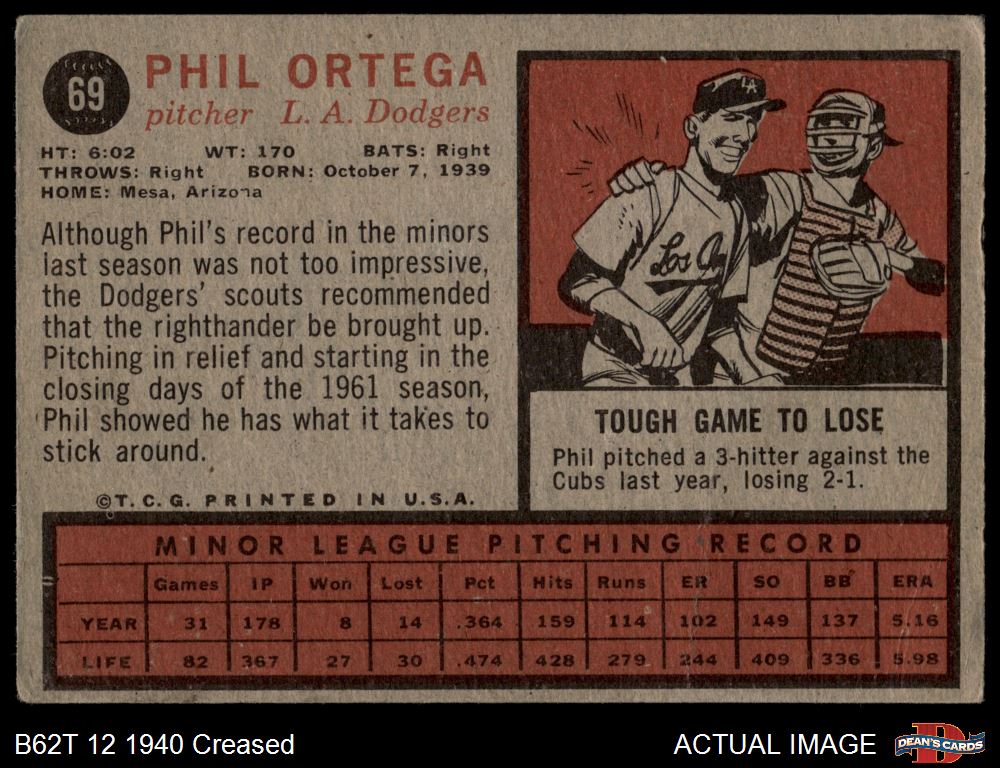 69
PHIL ORTEGA
pitcher L. A. Dodgers
HT: 6:02 WT: 170 BATS: Right
THROWS: Right BORN: October 7, 1939
HOME: Mesa, Arizona
Although Phil's record in the minors
last season was not too impressive,
the Dodgers' scouts recommended
that the righthander be brought up.
Pitching in relief and starting in the
closing days of the 1961 season,
Phil showed he has what it takes to
stick around.
©T.C.G. PRINTED IN U.S.A.
LA
Los An
TOUGH GAME TO LOSE
Phil pitched a 3-hitter against the
Cubs last year, losing 2-1.
MINOR LEAGUE PITCHING RECORD
Games IP Won Lost Pct Hits Runs ER SO BB ERA
YEAR 31 178 8 14 .364 159 114 102 149 137 5.16
LIFE 82 367 27 30 .474 428 279 244 409 336 5.98
B62T 12 1940 Creased
ACTUAL IMAGE
D
DEAN'S CARDS